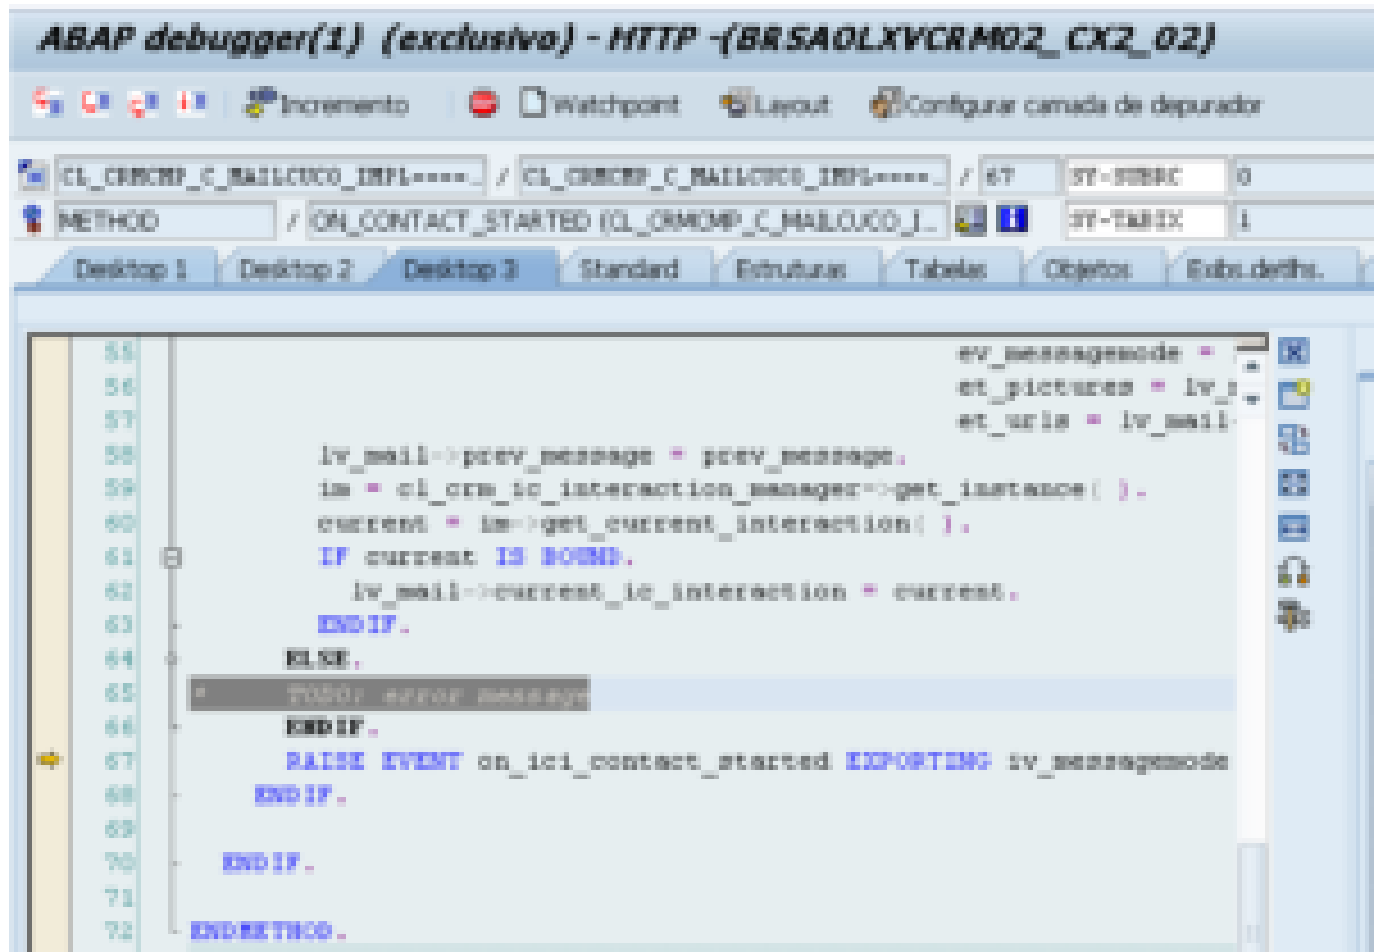 ABAP debugger(1) (exclusivo) - HTTP -(BRSAOLXVCRM02_CX2_02)
Incremento Watchpoint Layout Configurar camada de depurador
CL_CRMCMP_C_MAILCUCO_IMPL====… / CL_CRMCMP_C_MAILCUCO_IMPL====… / 67 SY-SUBRC 0
METHOD / ON_CONTACT_STARTED (CL_CRMCMP_C_MAILCUCO_I… SY-TABIX 1
Desktop 1 Desktop 2 Desktop 3 Standard Estruturas Tabelas Objetos Exibs.detlhs.
55 ev_messagemode =
56 et_pictures = lv_
57 et_urls = lv_mail-
58 lv_mail->prev_message = prev_message.
59 im = cl_crm_ic_interaction_manager=>get_instance( ).
60 current = im->get_current_interaction( ).
61 IF current IS BOUND.
62 lv_mail->current_ic_interaction = current.
63 ENDIF.
64 ELSE.
65 * TODO: error message
66 ENDIF.
67 RAISE EVENT on_ici_contact_started EXPORTING iv_messagemode
68 ENDIF.
69
70 ENDIF.
71
72 ENDMETHOD.